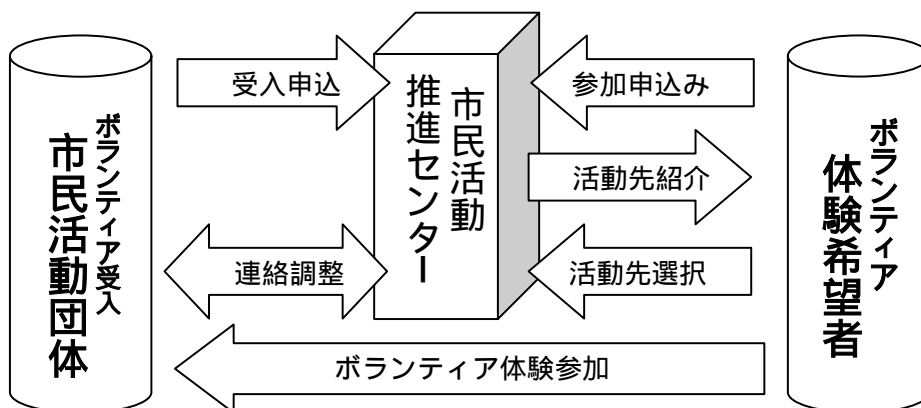 ボランティア受入
市民活動団体
受入申込
連絡調整
市民活動
推進センター
参加申込み
活動先紹介
活動先選択
ボランティア体験参加
ボランティア
体験希望者